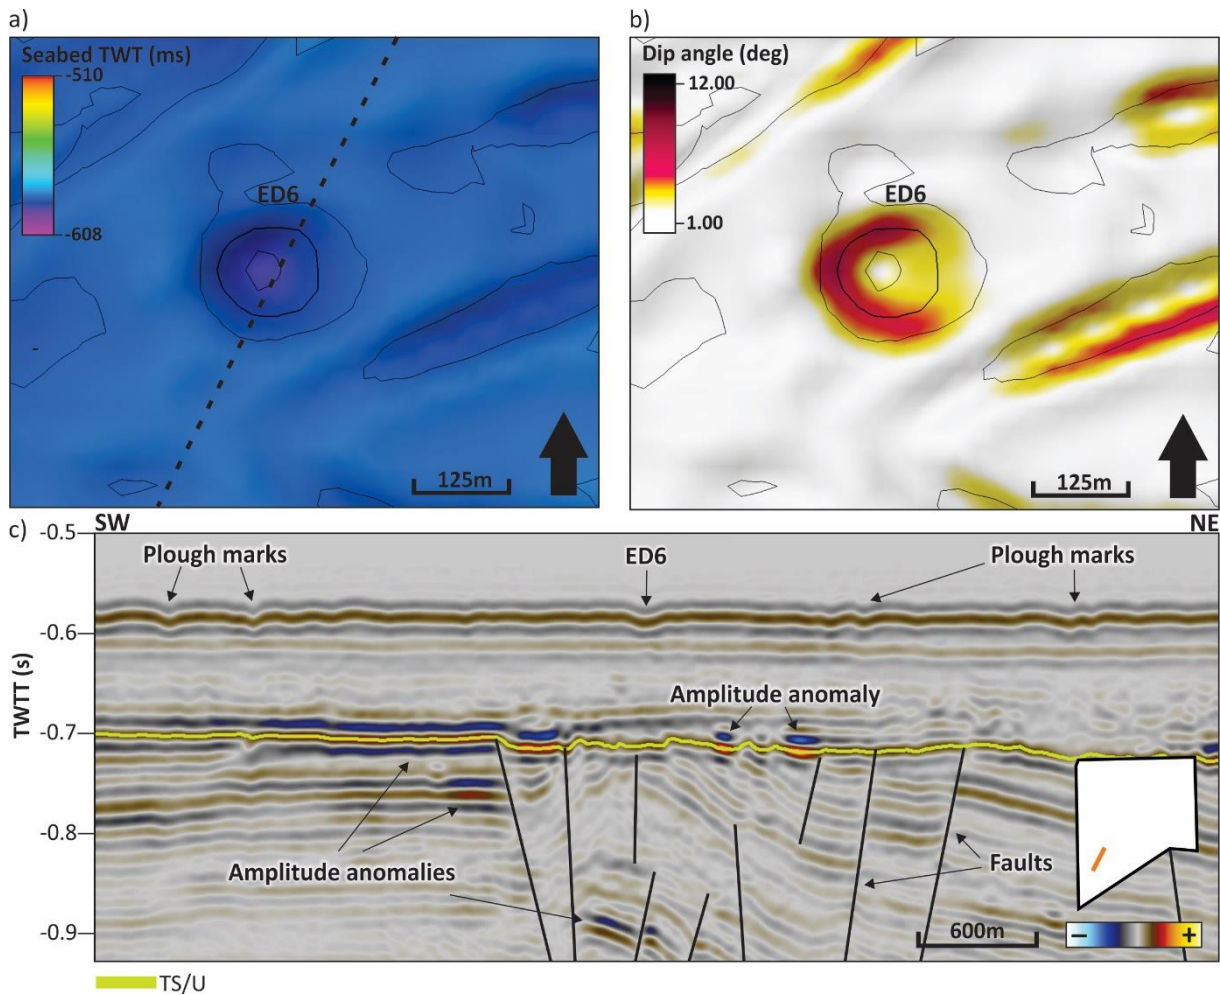 a)
Seabed TWT (ms)
-510
-608
ED6
125m
b)
Dip angle (deg)
12.00
1.00
ED6
125m
c)
SW
NE
-0.5
-0.6
-0.7
-0.8
-0.9
TWTT (s)
Plough marks
ED6
Plough marks
Amplitude anomaly
Amplitude anomalies
Faults
600m
− +
TS/U